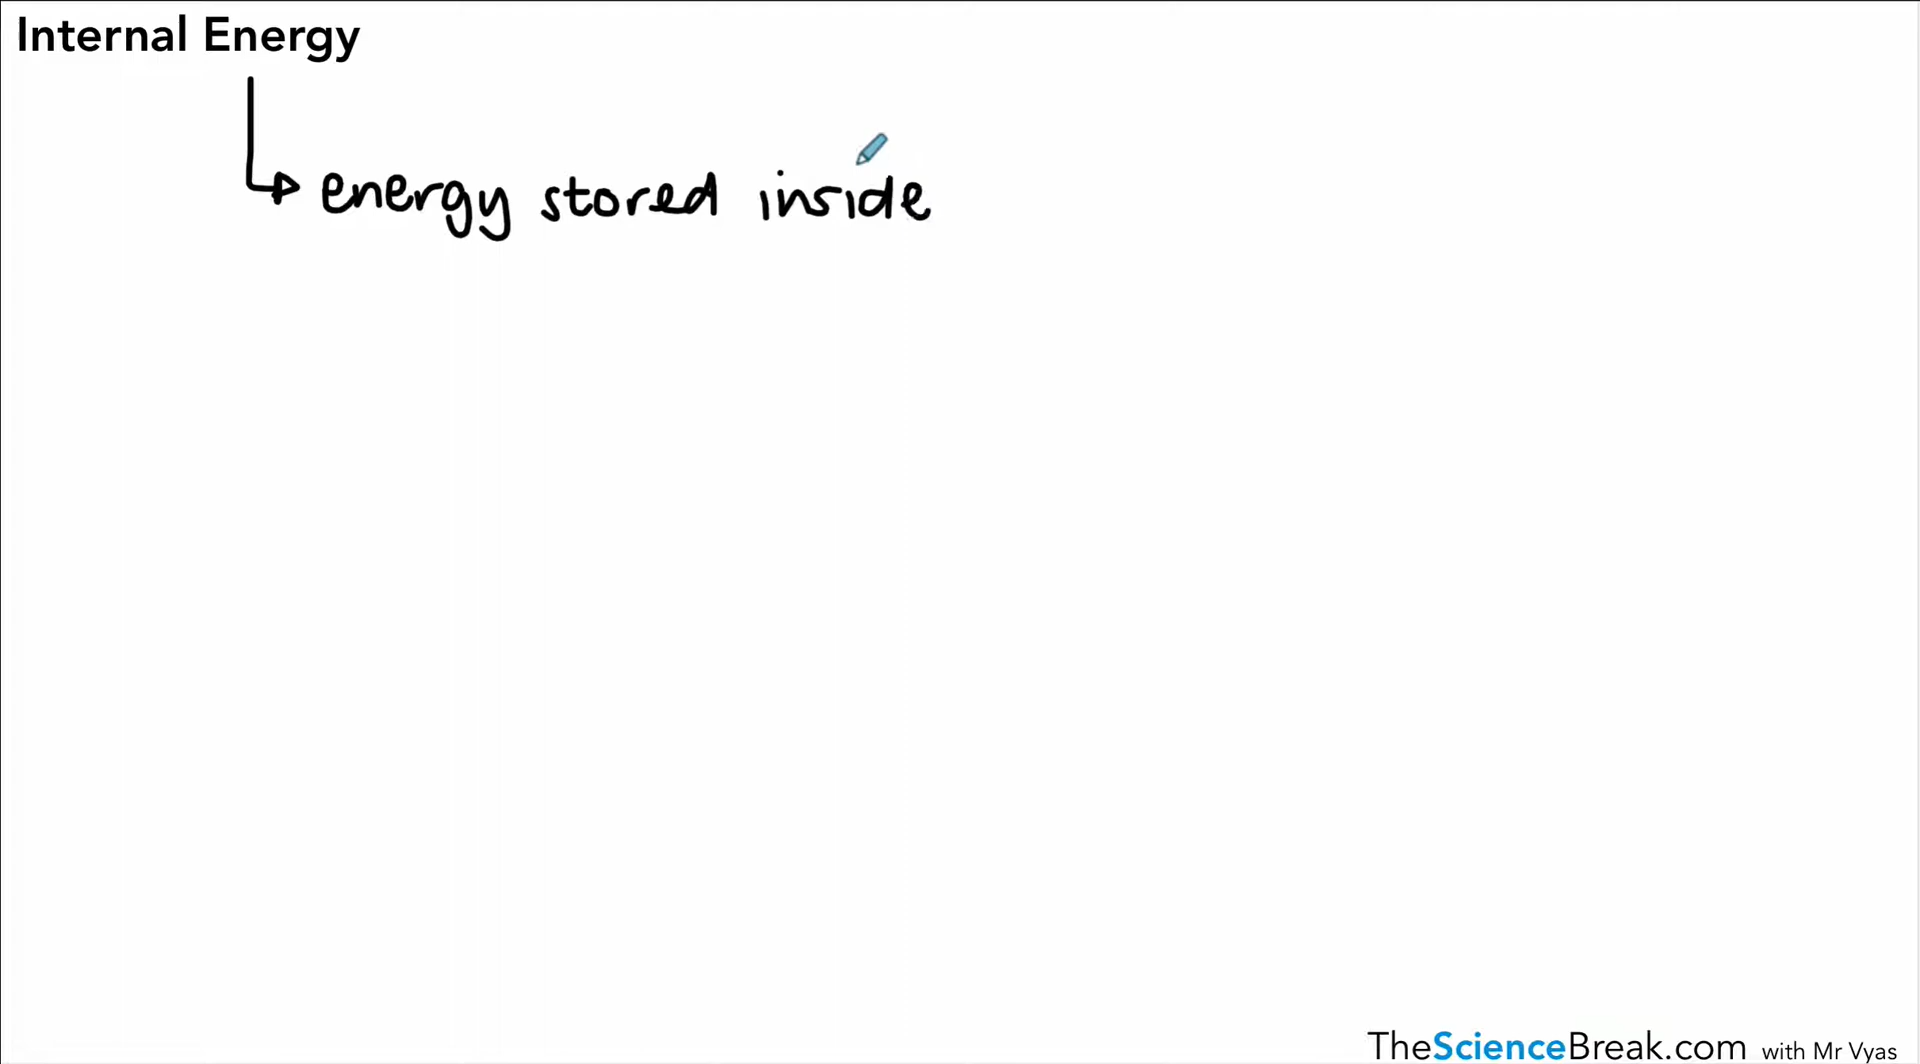 Internal Energy
energy stored inside
TheScienceBreak.com with Mr Vyas